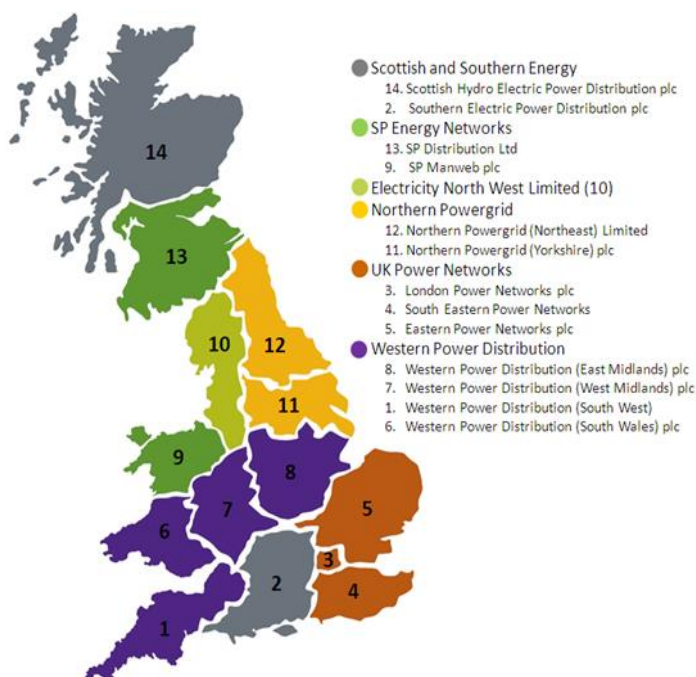 Scottish and Southern Energy
14. Scottish Hydro Electric Power Distribution plc
2. Southern Electric Power Distribution plc
SP Energy Networks
13. SP Distribution Ltd
9. SP Manweb plc
Electricity North West Limited (10)
Northern Powergrid
12. Northern Powergrid (Northeast) Limited
11. Northern Powergrid (Yorkshire) plc
UK Power Networks
3. London Power Networks plc
4. South Eastern Power Networks
5. Eastern Power Networks plc
Western Power Distribution
8. Western Power Distribution (East Midlands) plc
7. Western Power Distribution (West Midlands) plc
1. Western Power Distribution (South West)
6. Western Power Distribution (South Wales) plc
14
13
10
12
11
9
8
7
5
6
3
2
4
1